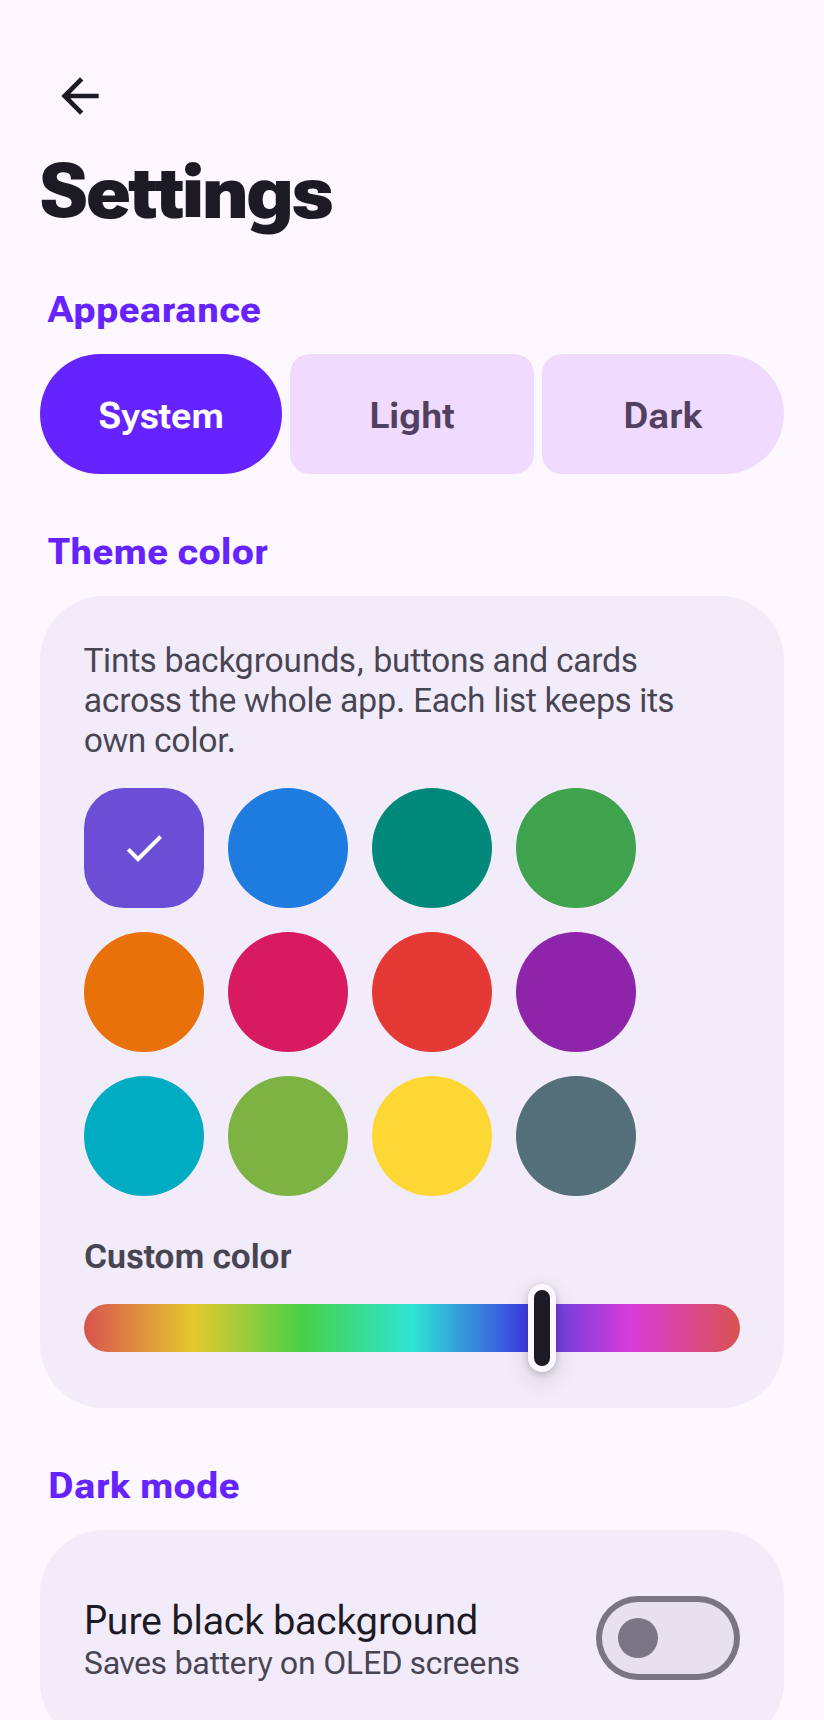 Settings
Appearance
System
Light
Dark
Theme color
Tints backgrounds, buttons and cards
across the whole app. Each list keeps its
own color.
Custom color
Dark mode
Pure black background
Saves battery on OLED screens